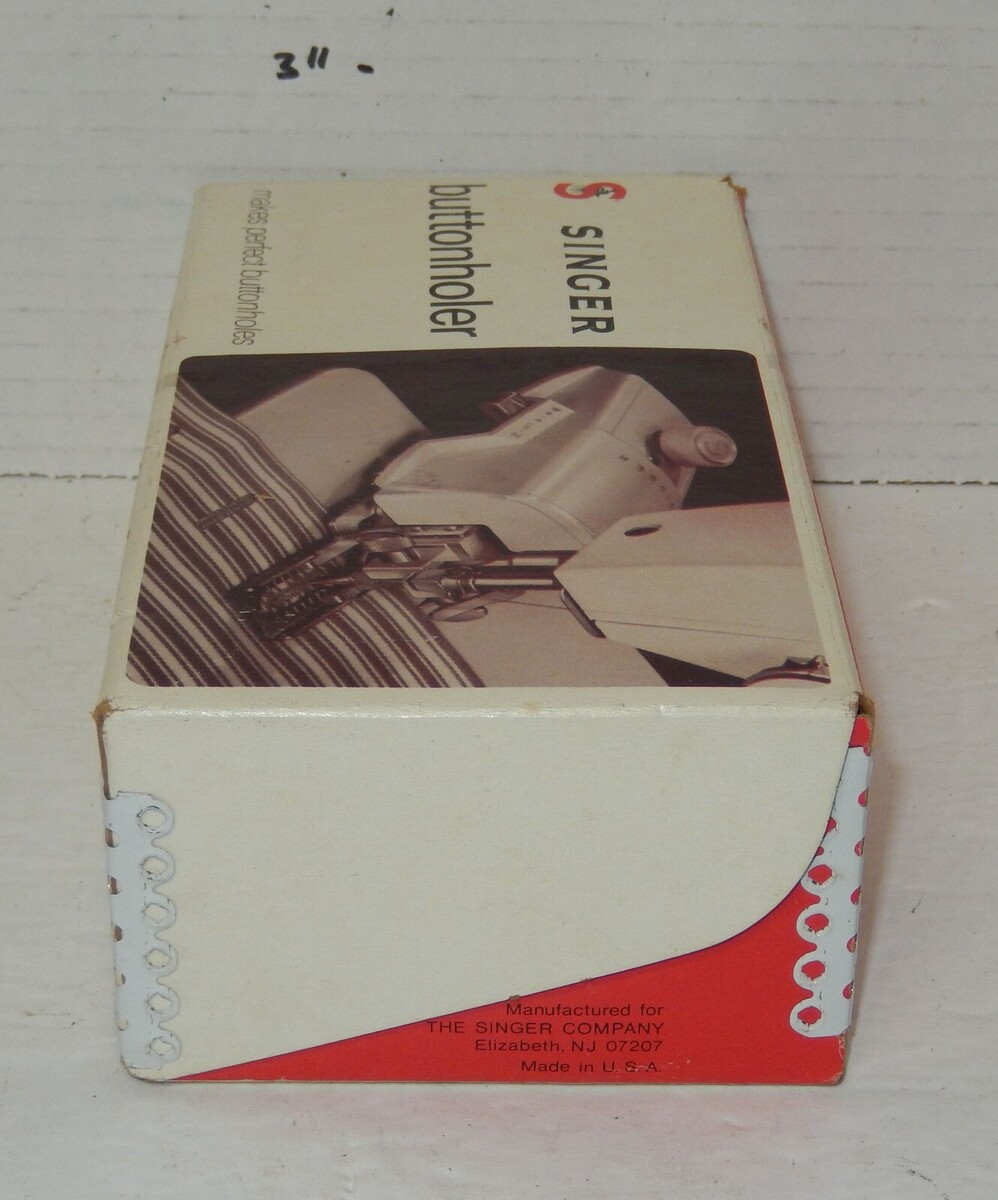 3" -
SINGER
buttonholer
makes perfect buttonholes
Manufactured for
THE SINGER COMPANY
Elizabeth, NJ 07207
Made in U.S.A.